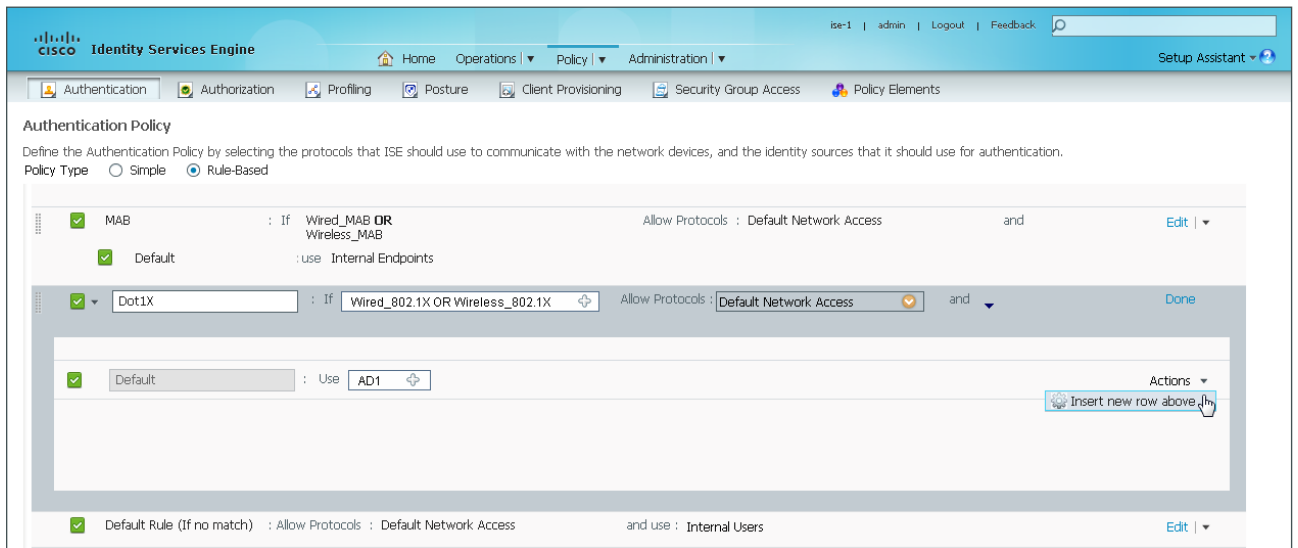 ise-1 | admin | Logout | Feedback
CISCO Identity Services Engine
Home Operations | Policy | Administration | Setup Assistant
Authentication Authorization Profiling Posture Client Provisioning Security Group Access Policy Elements
Authentication Policy
Define the Authentication Policy by selecting the protocols that ISE should use to communicate with the network devices, and the identity sources that it should use for authentication.
Policy Type Simple Rule-Based
MAB : If Wired_MAB OR Allow Protocols : Default Network Access and Edit |
Wireless_MAB
Default : use Internal Endpoints
Dot1X : If Wired_802.1X OR Wireless_802.1X Allow Protocols : Default Network Access and Done
Default : Use AD1 Actions
Insert new row above
Default Rule (If no match) : Allow Protocols : Default Network Access and use : Internal Users Edit |